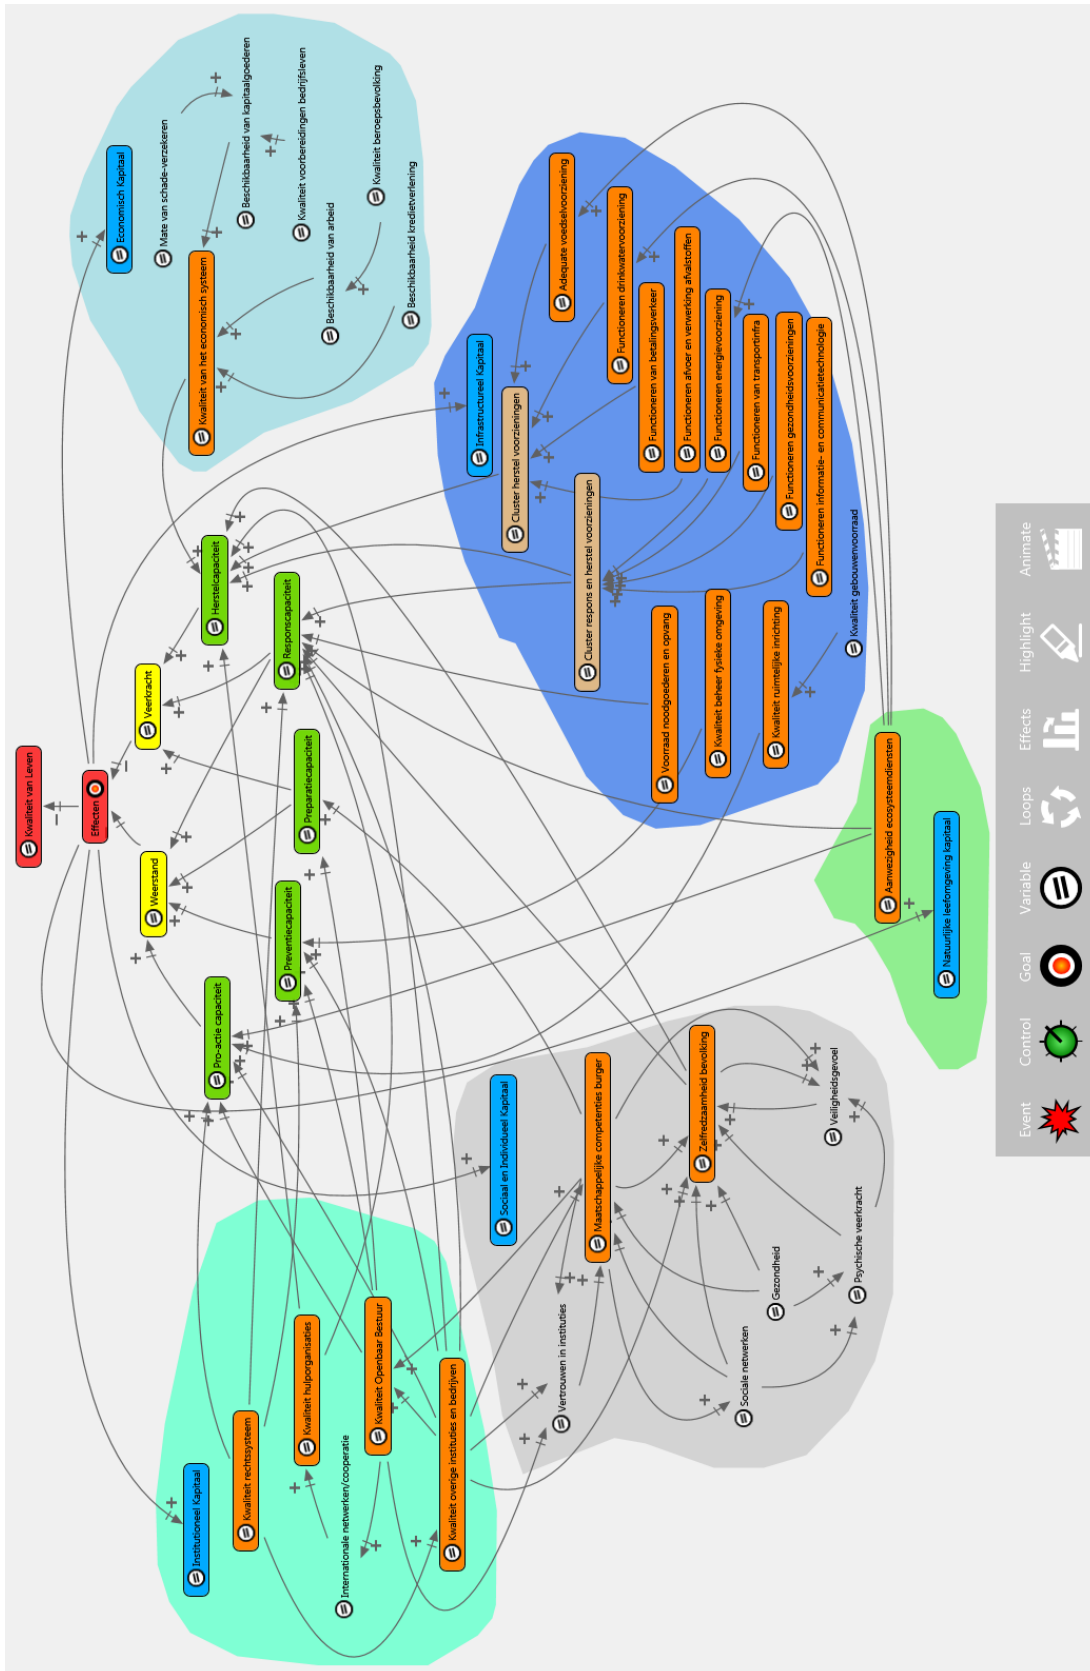 Kwaliteit van Leven
Effecten
Veerkracht
Weerstand
Herstelcapaciteit
Responscapaciteit
Preparatiecapaciteit
Preventiecapaciteit
Pro-actie capaciteit
Institutioneel Kapitaal
Kwaliteit rechtssysteem
Kwaliteit hulporganisaties
Internationale netwerken/cooperatie
Kwaliteit Openbaar Bestuur
Kwaliteit overige instituties en bedrijven
Sociaal en Individueel Kapitaal
Vertrouwen in instituties
Maatschappelijke competenties burger
Zelfredzaamheid bevolking
Sociale netwerken
Gezondheid
Veiligheidsgevoel
Psychische veerkracht
Aanwezigheid ecosysteemdiensten
Natuurlijke leefomgeving kapitaal
Infrastructureel Kapitaal
Cluster herstel voorzieningen
Cluster respons en herstel voorzieningen
Adequate voedselvoorziening
Functioneren drinkwatervoorziening
Functioneren van betalingsverkeer
Functioneren afvoer en verwerking afvalstoffen
Functioneren energievoorziening
Functioneren van transportinfra
Functioneren gezondheidsvoorzieningen
Functioneren informatie- en communicatietechnologie
Voorraad noodgoederen en opvang
Kwaliteit beheer fysieke omgeving
Kwaliteit ruimtelijke inrichting
Kwaliteit gebouwenvoorraad
Economisch Kapitaal
Mate van schade-verzekeren
Kwaliteit van het economisch systeem
Beschikbaarheid van kapitaalgoederen
Kwaliteit voorbereidingen bedrijfsleven
Beschikbaarheid van arbeid
Kwaliteit beroepsbevolking
Beschikbaarheid kredietverlening
Event
Control
Goal
Variable
Loops
Effects
Highlight
Animate